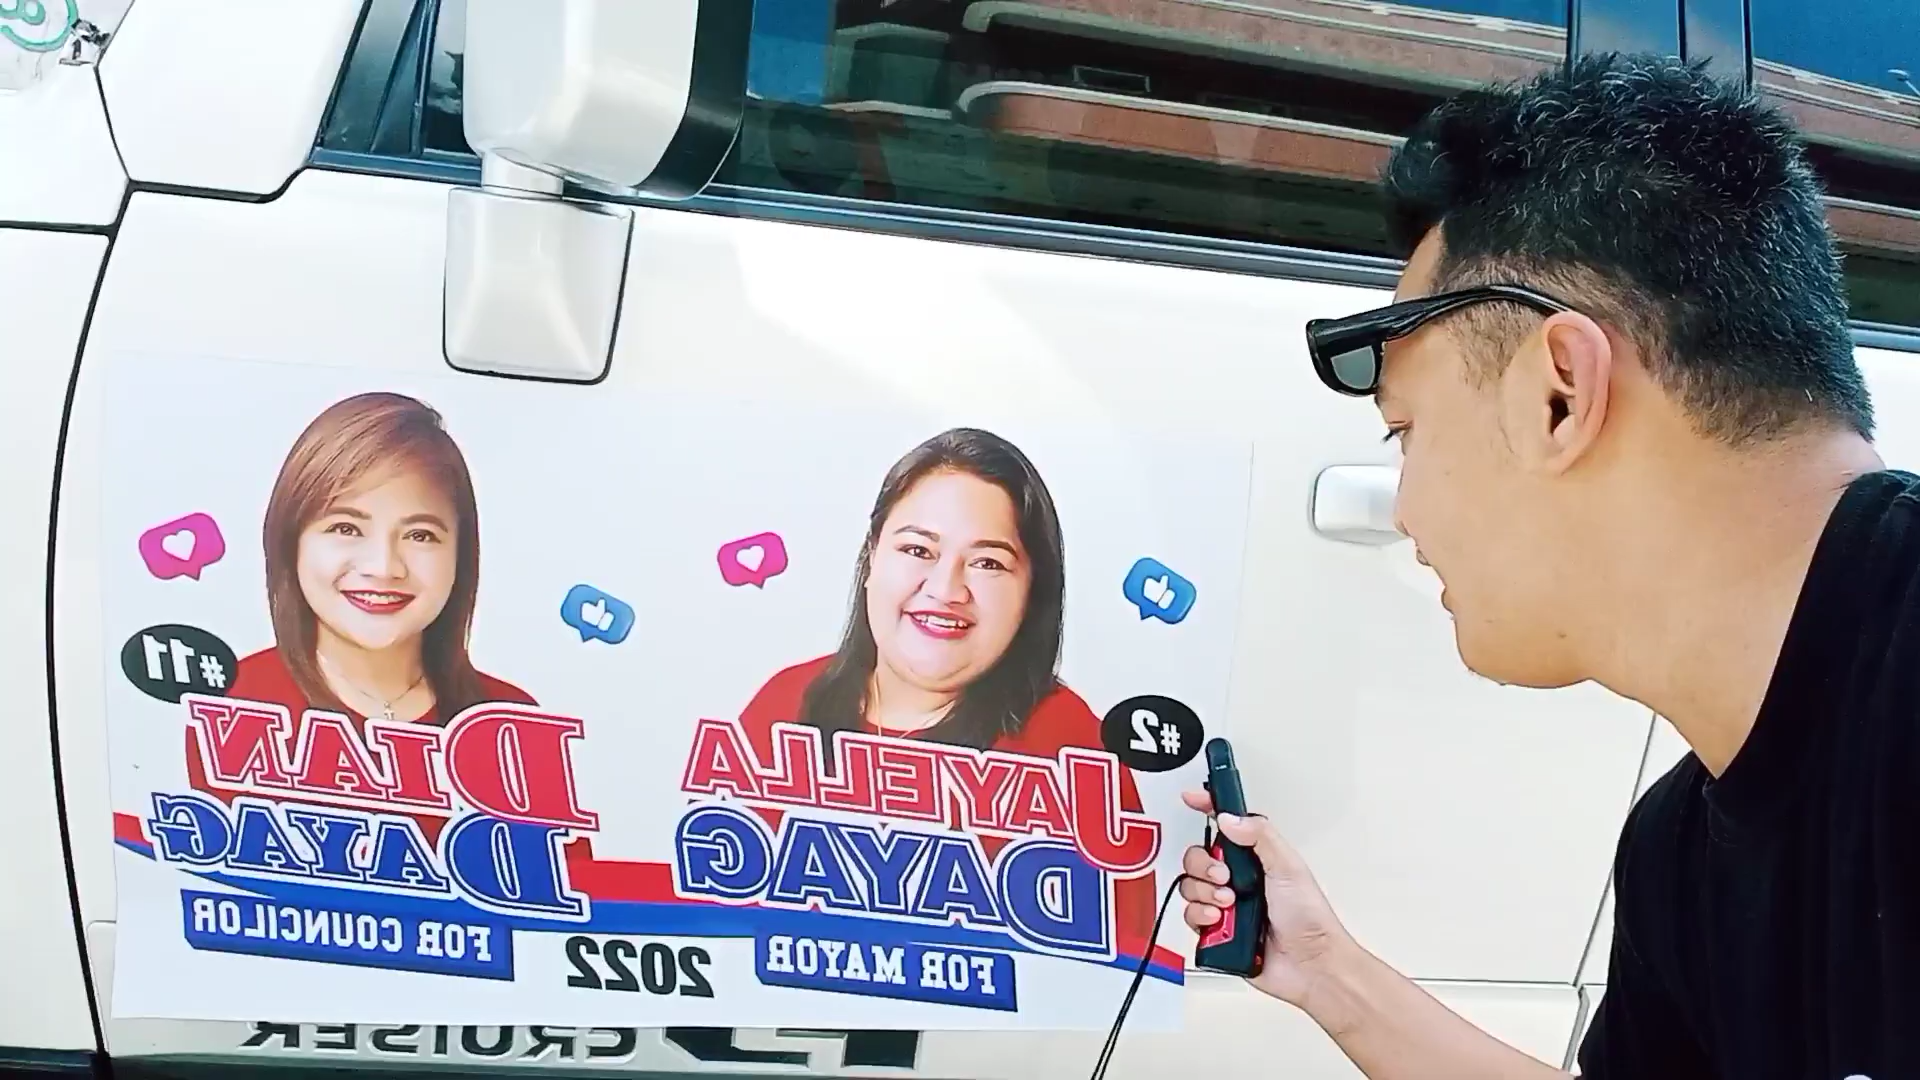 #11
DIAN
DAYAG
FOR COUNCILOR
#2
JAYELLA
DAYAG
FOR MAYOR
2022
CRUISER